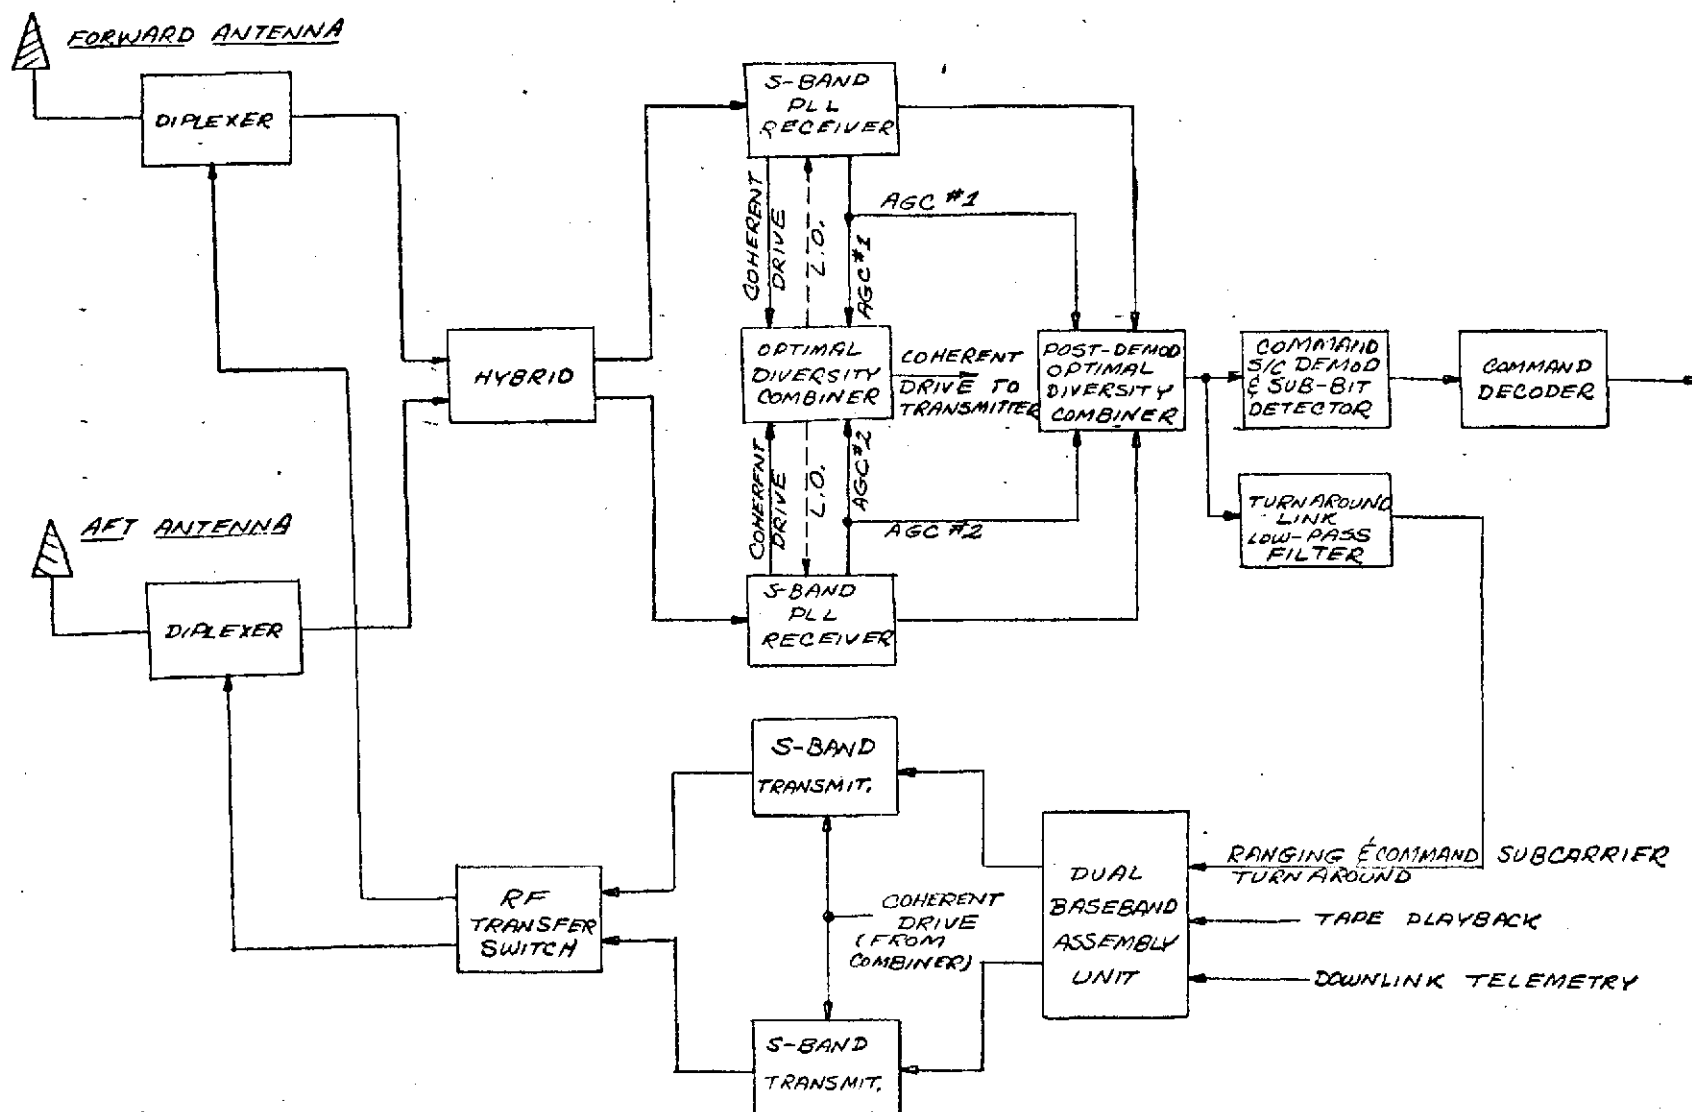 FORWARD ANTENNA
DIPLEXER
S-BAND
PLL
RECEIVER
COHERENT
DRIVE
L.O.
AGC #1
AGC #1
HYBRID
OPTIMAL
DIVERSITY
COMBINER
COHERENT
DRIVE TO
TRANSMITTER
POST-DEMOD
OPTIMAL
DIVERSITY
COMBINER
COMMAND
S/C DEMOD
& SUB-BIT
DETECTOR
COMMAND
DECODER
COHERENT
DRIVE
L.O.
AGC #2
AGC #2
TURNAROUND
LINK
LOW-PASS
FILTER
AFT ANTENNA
DIPLEXER
S-BAND
PLL
RECEIVER
S-BAND
TRANSMIT.
RF
TRANSFER
SWITCH
COHERENT
DRIVE
(FROM
COMBINER)
DUAL
BASEBAND
ASSEMBLY
UNIT
RANGING & COMMAND SUBCARRIER
TURNAROUND
TAPE PLAYBACK
DOWNLINK TELEMETRY
S-BAND
TRANSMIT.